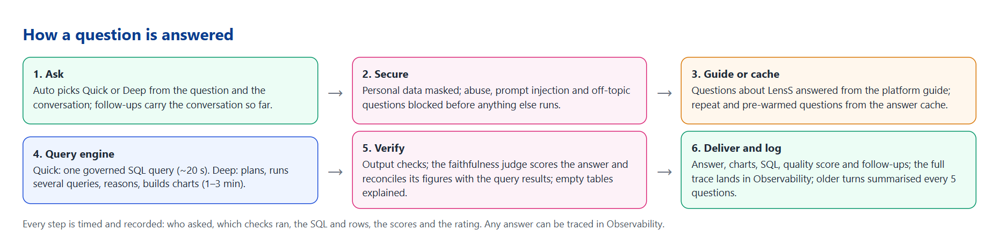 How a question is answered
1. Ask
Auto picks Quick or Deep from the question and the
conversation; follow-ups carry the conversation so far.
→
2. Secure
Personal data masked; abuse, prompt injection and off-topic
questions blocked before anything else runs.
→
3. Guide or cache
Questions about LensS answered from the platform guide;
repeat and pre-warmed questions from the answer cache.
4. Query engine
Quick: one governed SQL query (~20 s). Deep: plans, runs
several queries, reasons, builds charts (1–3 min).
→
5. Verify
Output checks; the faithfulness judge scores the answer and
reconciles its figures with the query results; empty tables
explained.
→
6. Deliver and log
Answer, charts, SQL, quality score and follow-ups; the full
trace lands in Observability; older turns summarised every 5
questions.
Every step is timed and recorded: who asked, which checks ran, the SQL and rows, the scores and the rating. Any answer can be traced in Observability.